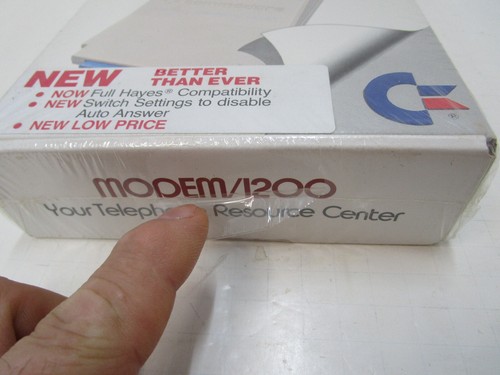 NEW BETTER THAN EVER
• NOW Full Hayes® Compatibility
• NEW Switch Settings to disable
Auto Answer
• NEW LOW PRICE
®
MODEM/1200
Your Resource Center